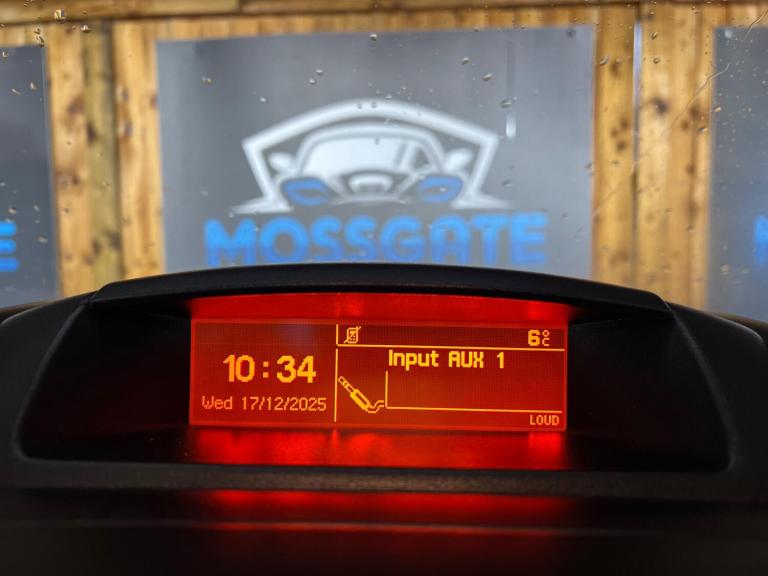 MOSSGATE
6°C
10:34
Input AUX 1
Wed 17/12/2025
LOUD